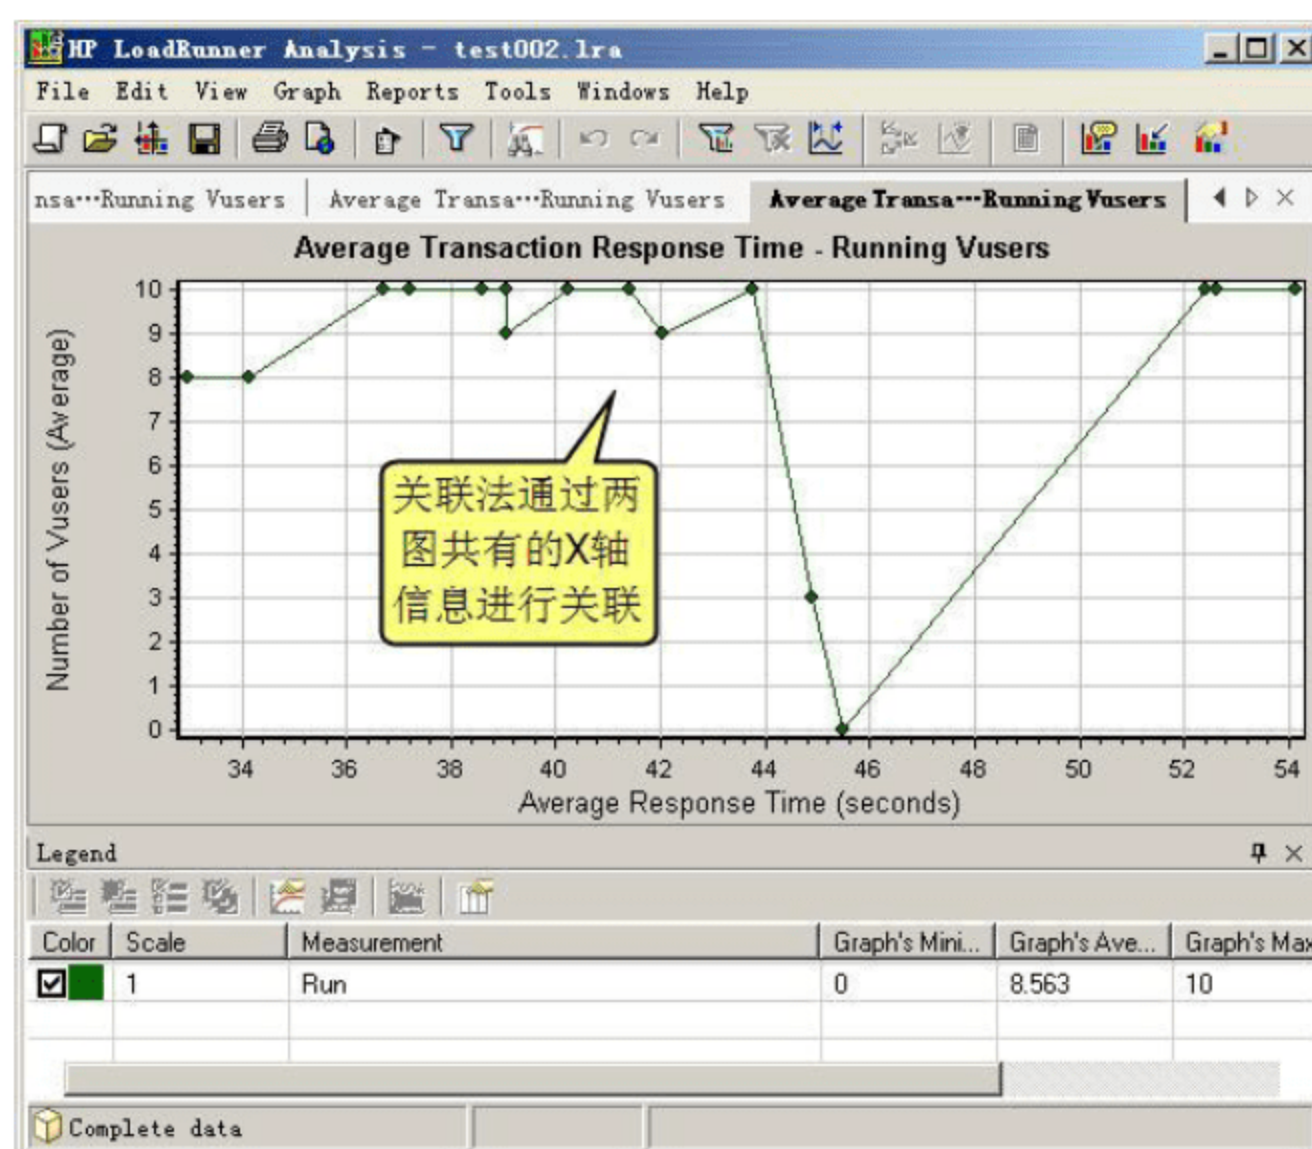 HP LoadRunner Analysis - test002.lra
File Edit View Graph Reports Tools Windows Help
nsa···Running Vusers Average Transa···Running Vusers Average Transa···Running Vusers
Average Transaction Response Time - Running Vusers
Number of Vusers (Average)
10
9
8
7
6
5
4
3
2
1
0
关联法通过两
图共有的X轴
信息进行关联
34 36 38 40 42 44 46 48 50 52 54
Average Response Time (seconds)
Legend
Color Scale Measurement Graph's Mini... Graph's Ave... Graph's Max
1 Run 0 8.563 10
Complete data